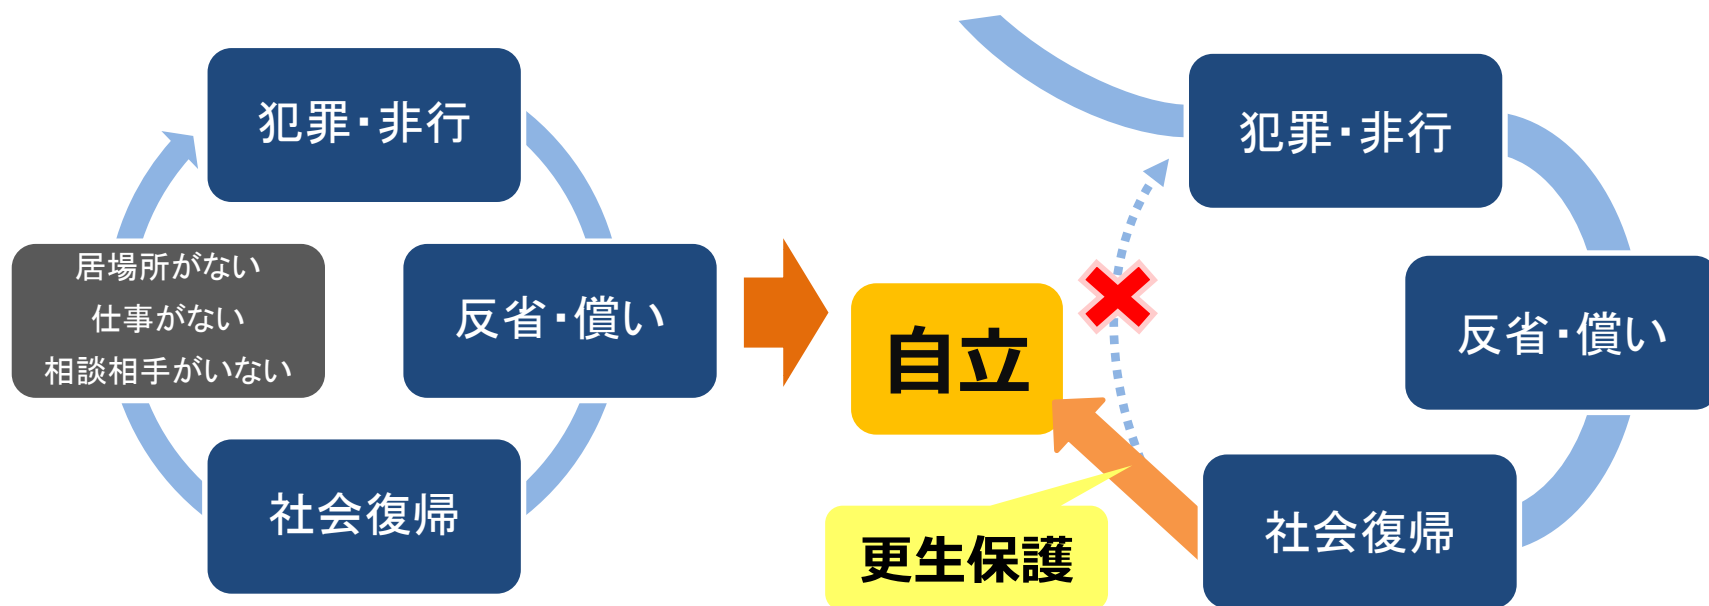 犯罪・非行
居場所がない
仕事がない
相談相手がいない
反省・償い
社会復帰
犯罪・非行
反省・償い
自立
社会復帰
更生保護